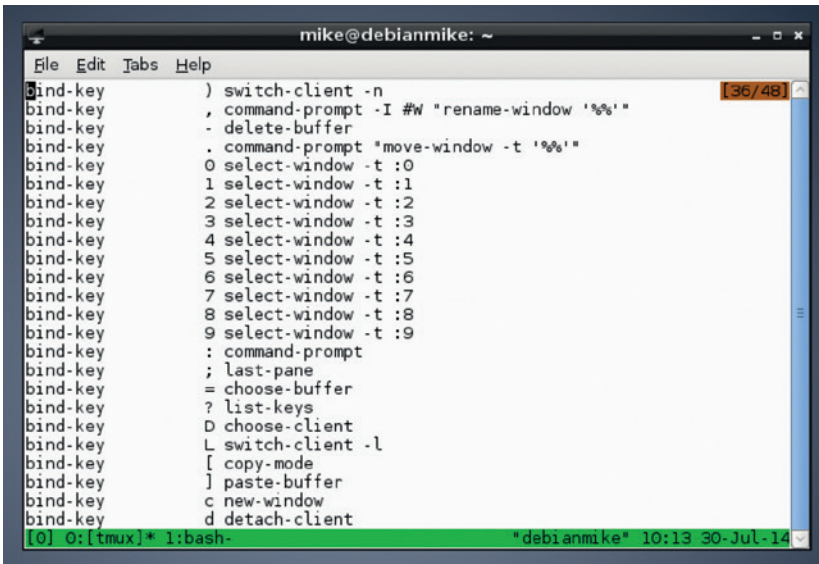 mike@debianmike: ~
File Edit Tabs Help
bind-key ) switch-client -n [36/48]
bind-key , command-prompt -I #W "rename-window '%%'"
bind-key - delete-buffer
bind-key . command-prompt "move-window -t '%%'"
bind-key 0 select-window -t :0
bind-key 1 select-window -t :1
bind-key 2 select-window -t :2
bind-key 3 select-window -t :3
bind-key 4 select-window -t :4
bind-key 5 select-window -t :5
bind-key 6 select-window -t :6
bind-key 7 select-window -t :7
bind-key 8 select-window -t :8
bind-key 9 select-window -t :9
bind-key : command-prompt
bind-key ; last-pane
bind-key = choose-buffer
bind-key ? list-keys
bind-key D choose-client
bind-key L switch-client -l
bind-key [ copy-mode
bind-key ] paste-buffer
bind-key c new-window
bind-key d detach-client
[0] 0:[tmux]* 1:bash- "debianmike" 10:13 30-Jul-14